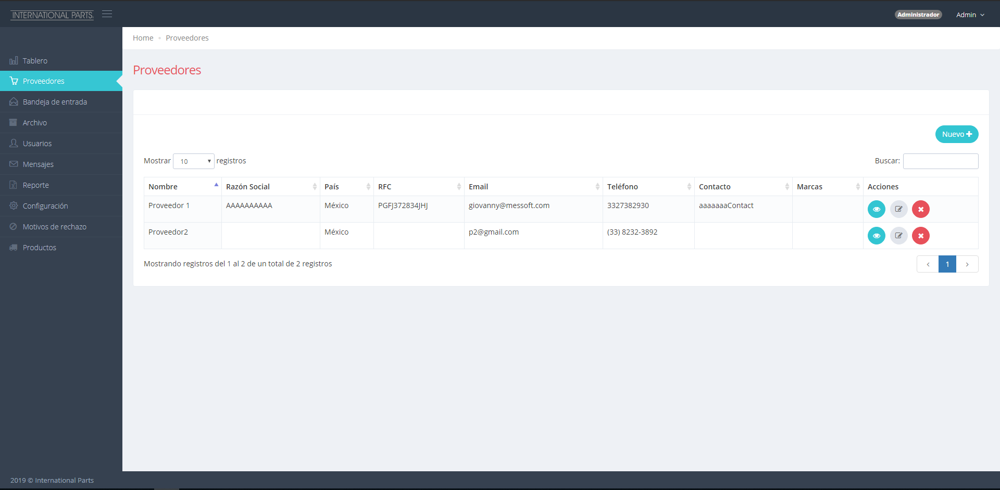 INTERNATIONAL PARTS
Administrador
Admin
Home • Proveedores
Tablero
Proveedores
Bandeja de entrada
Archivo
Usuarios
Mensajes
Reporte
Configuración
Motivos de rechazo
Productos
Proveedores
Nuevo
Mostrar 10 registros
Buscar:
Nombre Razón Social País RFC Email Teléfono Contacto Marcas Acciones
Proveedor 1 AAAAAAAAAA México PGFJ372834JHJ giovanny@messoft.com 3327382930 aaaaaaaContact
Proveedor2 México p2@gmail.com (33) 8232-3892
Mostrando registros del 1 al 2 de un total de 2 registros
‹ 1 ›
2019 © International Parts